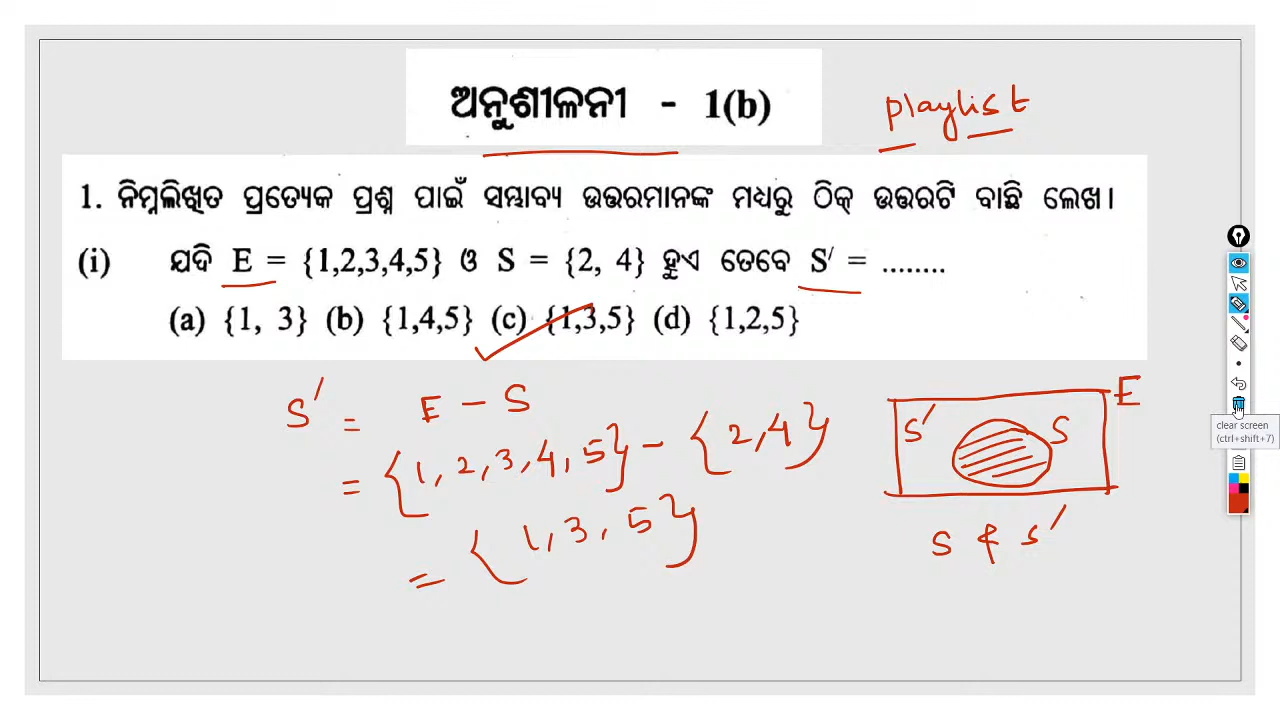 ଅନୁଶୀଳନୀ - 1(b)
playlist
1. ନିମ୍ନଲିଖିତ ପ୍ରତ୍ୟେକ ପ୍ରଶ୍ନ ପାଇଁ ସମ୍ଭାବ୍ୟ ଉତ୍ତରମାନଙ୍କ ମଧ୍ୟରୁ ଠିକ୍ ଉତ୍ତରଟି ବାଛି ଲେଖ।
(i) ଯଦି E = {1,2,3,4,5} ଓ S = {2, 4} ହୁଏ ତେବେ S′ = ........
(a) {1, 3} (b) {1,4,5} (c) {1,3,5} (d) {1,2,5}
S′ = E − S
= {1, 2, 3, 4, 5} − {2, 4}
= {1, 3, 5}
E
S′ S
S & S′
clear screen
(ctrl+shift+7)